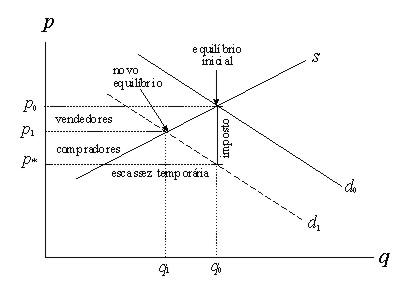 p
equilíbrio
inicial
s
novo
equilíbrio
p₀
vendedores
p₁
imposto
compradores
p*
escassez temporária
d₀
d₁
q
q₁
q₀